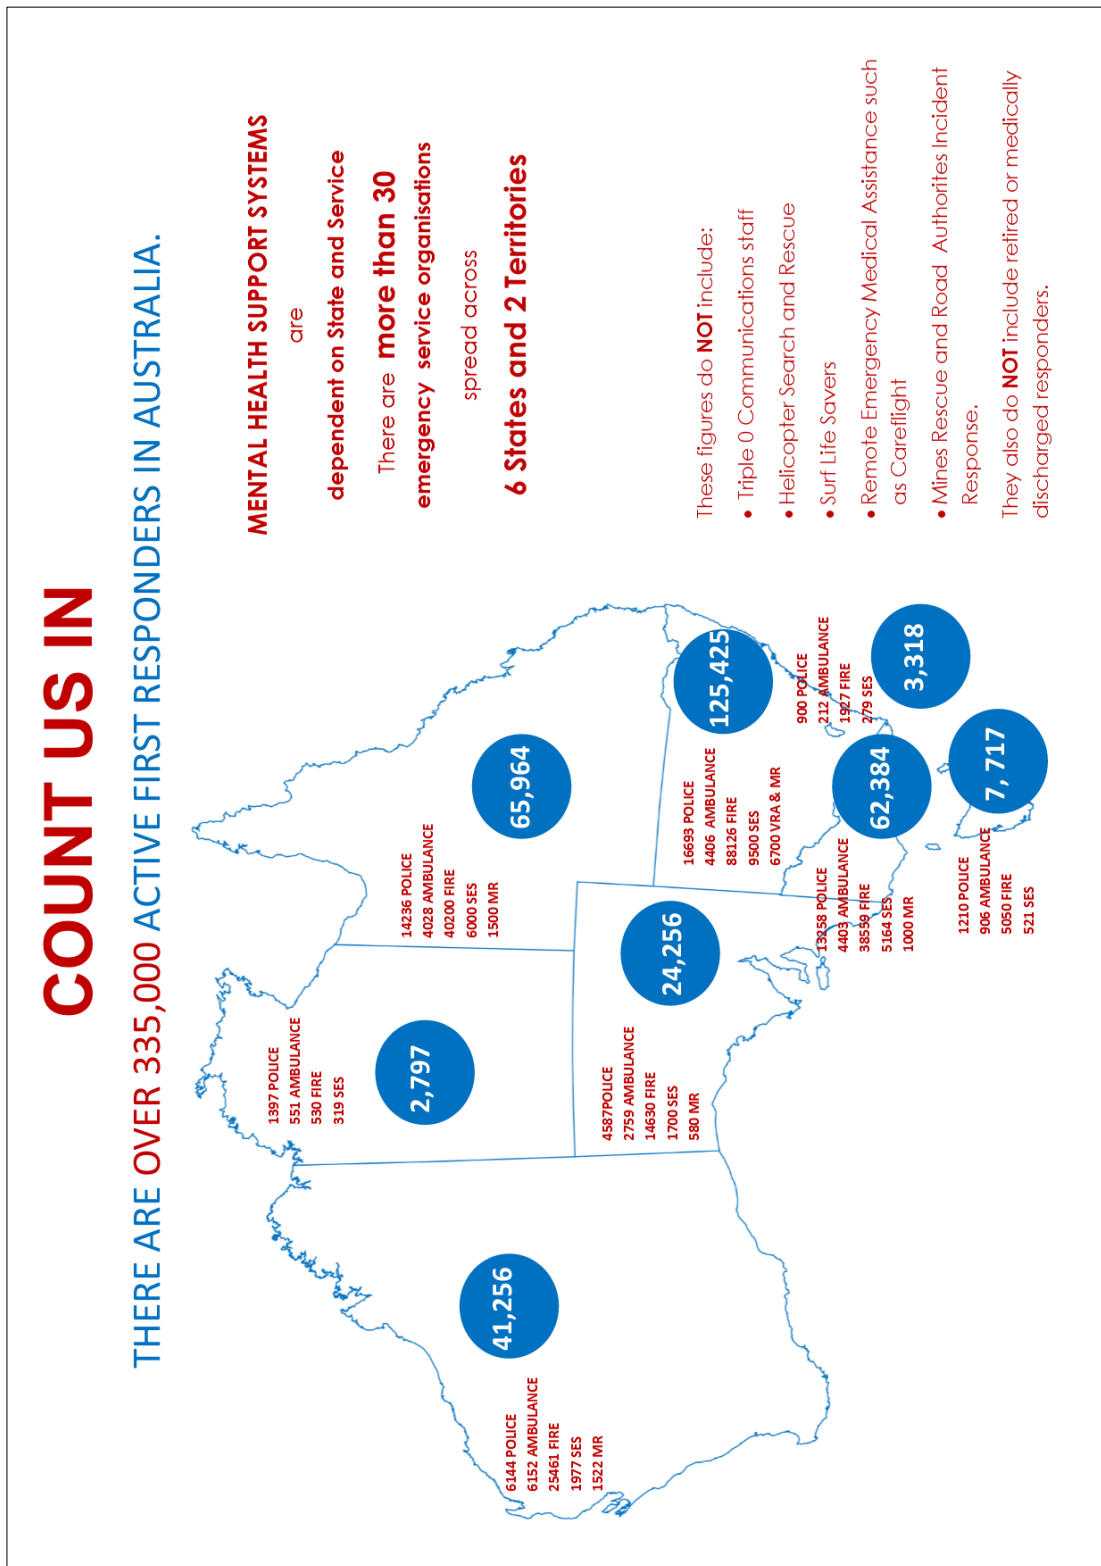 COUNT US IN
THERE ARE OVER 335,000 ACTIVE FIRST RESPONDERS IN AUSTRALIA.
MENTAL HEALTH SUPPORT SYSTEMS
are
dependent on State and Service
There are more than 30
emergency service organisations
spread across
6 States and 2 Territories
1397 POLICE
551 AMBULANCE
530 FIRE
319 SES
2,797
14236 POLICE
4028 AMBULANCE
40200 FIRE
6000 SES
1500 MR
65,964
6144 POLICE
6152 AMBULANCE
25461 FIRE
1977 SES
1522 MR
41,256
4587POLICE
2759 AMBULANCE
14630 FIRE
1700 SES
580 MR
24,256
16693 POLICE
4406 AMBULANCE
88126 FIRE
9500 SES
6700 VRA & MR
125,425
900 POLICE
212 AMBULANCE
1927 FIRE
279 SES
3,318
13258 POLICE
4403 AMBULANCE
38559 FIRE
5164 SES
1000 MR
62,384
1210 POLICE
906 AMBULANCE
5050 FIRE
521 SES
7, 717
These figures do NOT include:
• Triple 0 Communications staff
• Helicopter Search and Rescue
• Surf Life Savers
• Remote Emergency Medical Assistance such
as Careflight
• Mines Rescue and Road Authorites Incident
Response.
They also do NOT include retired or medically
discharged responders.